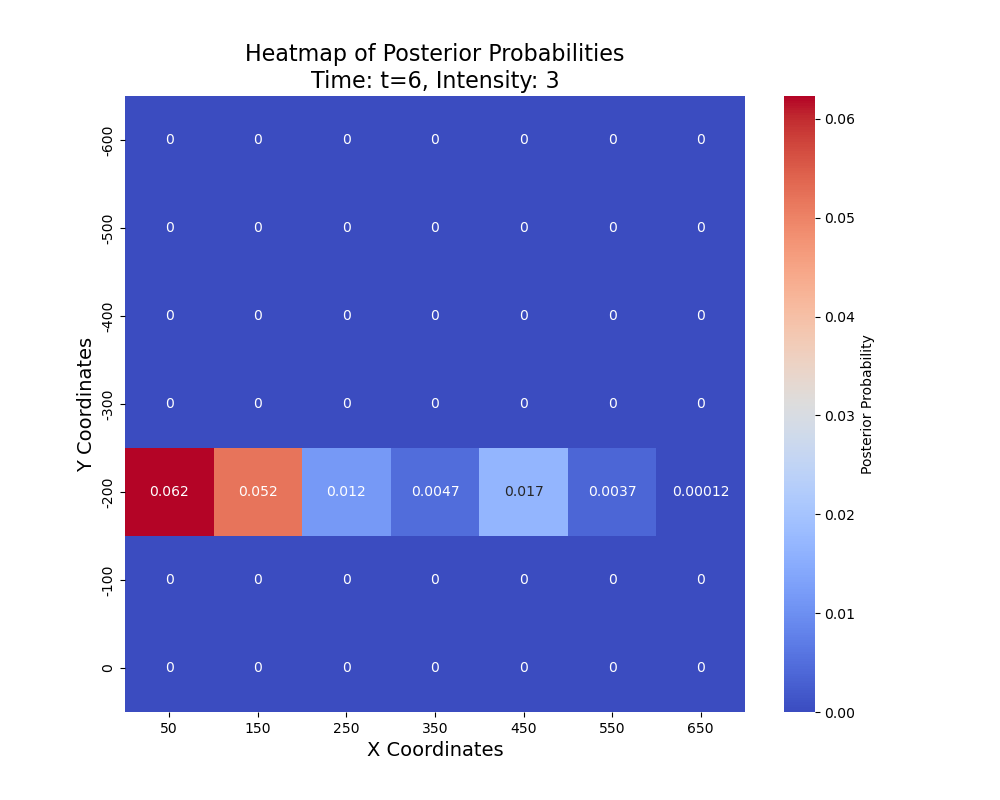 Heatmap of Posterior Probabilities
Time: t=6, Intensity: 3
Y Coordinates
-600 0 0 0 0 0 0 0
-500 0 0 0 0 0 0 0
-400 0 0 0 0 0 0 0
-300 0 0 0 0 0 0 0
-200 0.062 0.052 0.012 0.0047 0.017 0.0037 0.00012
-100 0 0 0 0 0 0 0
0 0 0 0 0 0 0 0
50 150 250 350 450 550 650
X Coordinates
0.06
0.05
0.04
0.03
0.02
0.01
0.00
Posterior Probability